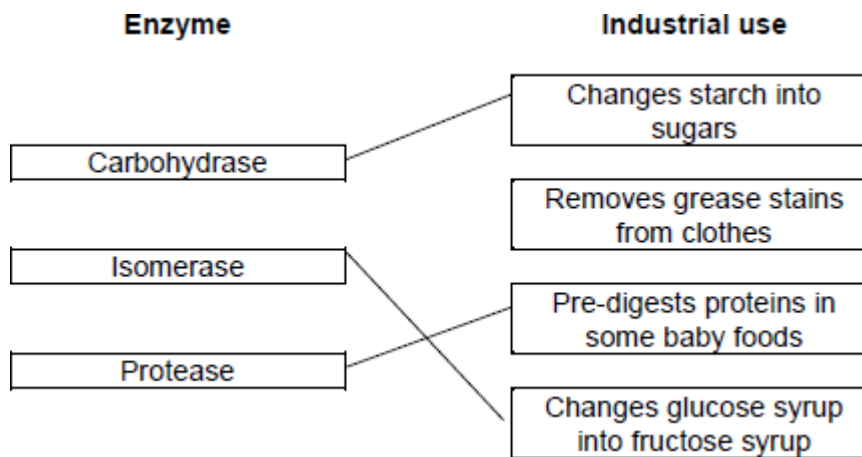 Enzyme
Industrial use
Changes starch into
sugars
Carbohydrase
Removes grease stains
from clothes
Isomerase
Pre-digests proteins in
some baby foods
Protease
Changes glucose syrup
into fructose syrup